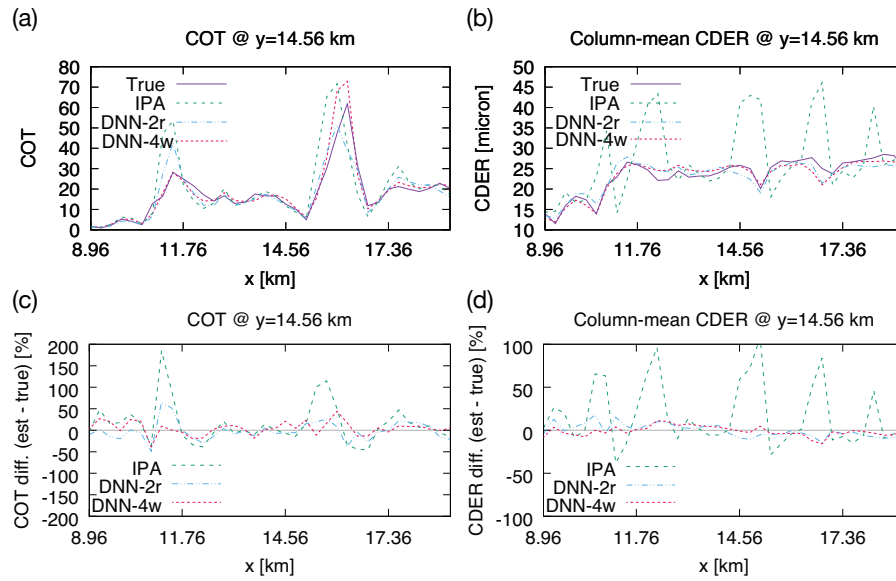 (a)
COT @ y=14.56 km
80
70
60
50
40
30
20
10
0
COT
True
IPA
DNN-2r
DNN-4w
8.96 11.76 14.56 17.36
x [km]
(b)
Column-mean CDER @ y=14.56 km
50
45
40
35
30
25
20
15
10
CDER [micron]
True
IPA
DNN-2r
DNN-4w
8.96 11.76 14.56 17.36
x [km]
(c)
COT @ y=14.56 km
200
150
100
50
0
-50
-100
-150
-200
COT diff. (est - true) [%]
IPA
DNN-2r
DNN-4w
8.96 11.76 14.56 17.36
x [km]
(d)
Column-mean CDER @ y=14.56 km
100
50
0
-50
-100
CDER diff. (est - true) [%]
IPA
DNN-2r
DNN-4w
8.96 11.76 14.56 17.36
x [km]